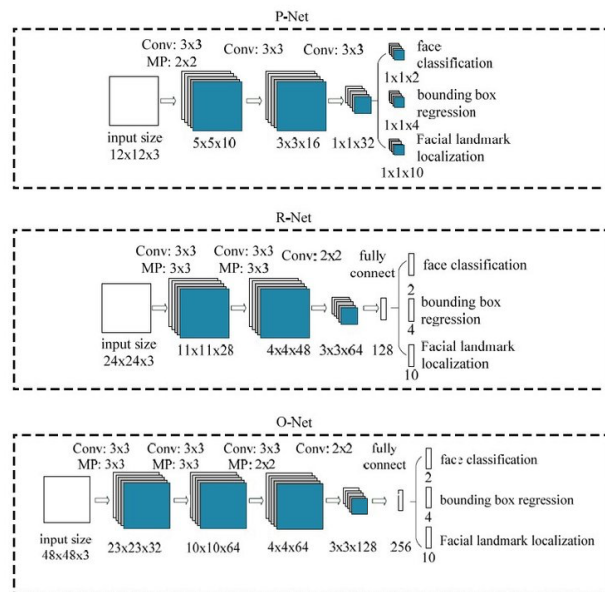 P-Net
Conv: 3x3 Conv: 3x3 Conv: 3x3
MP: 2x2
face
classification
1x1x2
bounding box
regression
1x1x4
Facial landmark
localization
1x1x10
input size
12x12x3
5x5x10 3x3x16 1x1x32
R-Net
Conv: 3x3 Conv: 3x3 Conv: 2x2 fully
MP: 3x3 MP: 3x3 connect
face classification
2
bounding box
regression
4
Facial landmark
localization
10
input size
24x24x3
11x11x28 4x4x48 3x3x64 128
O-Net
Conv: 3x3 Conv: 3x3 Conv: 3x3 Conv: 2x2 fully
MP: 3x3 MP: 3x3 MP: 2x2 connect
face classification
2
bounding box regression
4
Facial landmark localization
10
input size
48x48x3
23x23x32 10x10x64 4x4x64 3x3x128 256